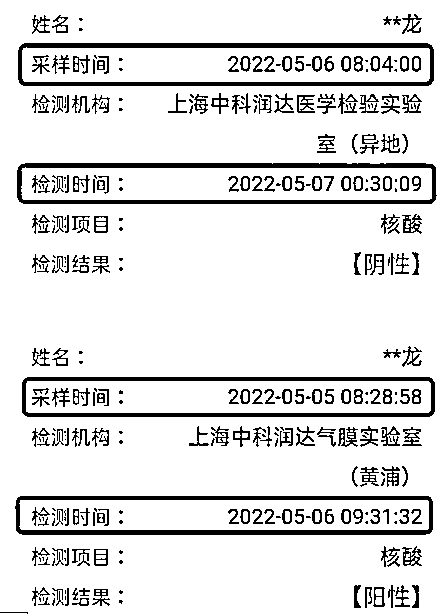 姓名： **龙
采样时间： 2022-05-06 08:04:00
检测机构： 上海中科润达医学检验实验
室（异地）
检测时间： 2022-05-07 00:30:09
检测项目： 核酸
检测结果： 【阴性】
姓名： **龙
采样时间： 2022-05-05 08:28:58
检测机构： 上海中科润达气膜实验室
（黄浦）
检测时间： 2022-05-06 09:31:32
检测项目： 核酸
检测结果： 【阳性】